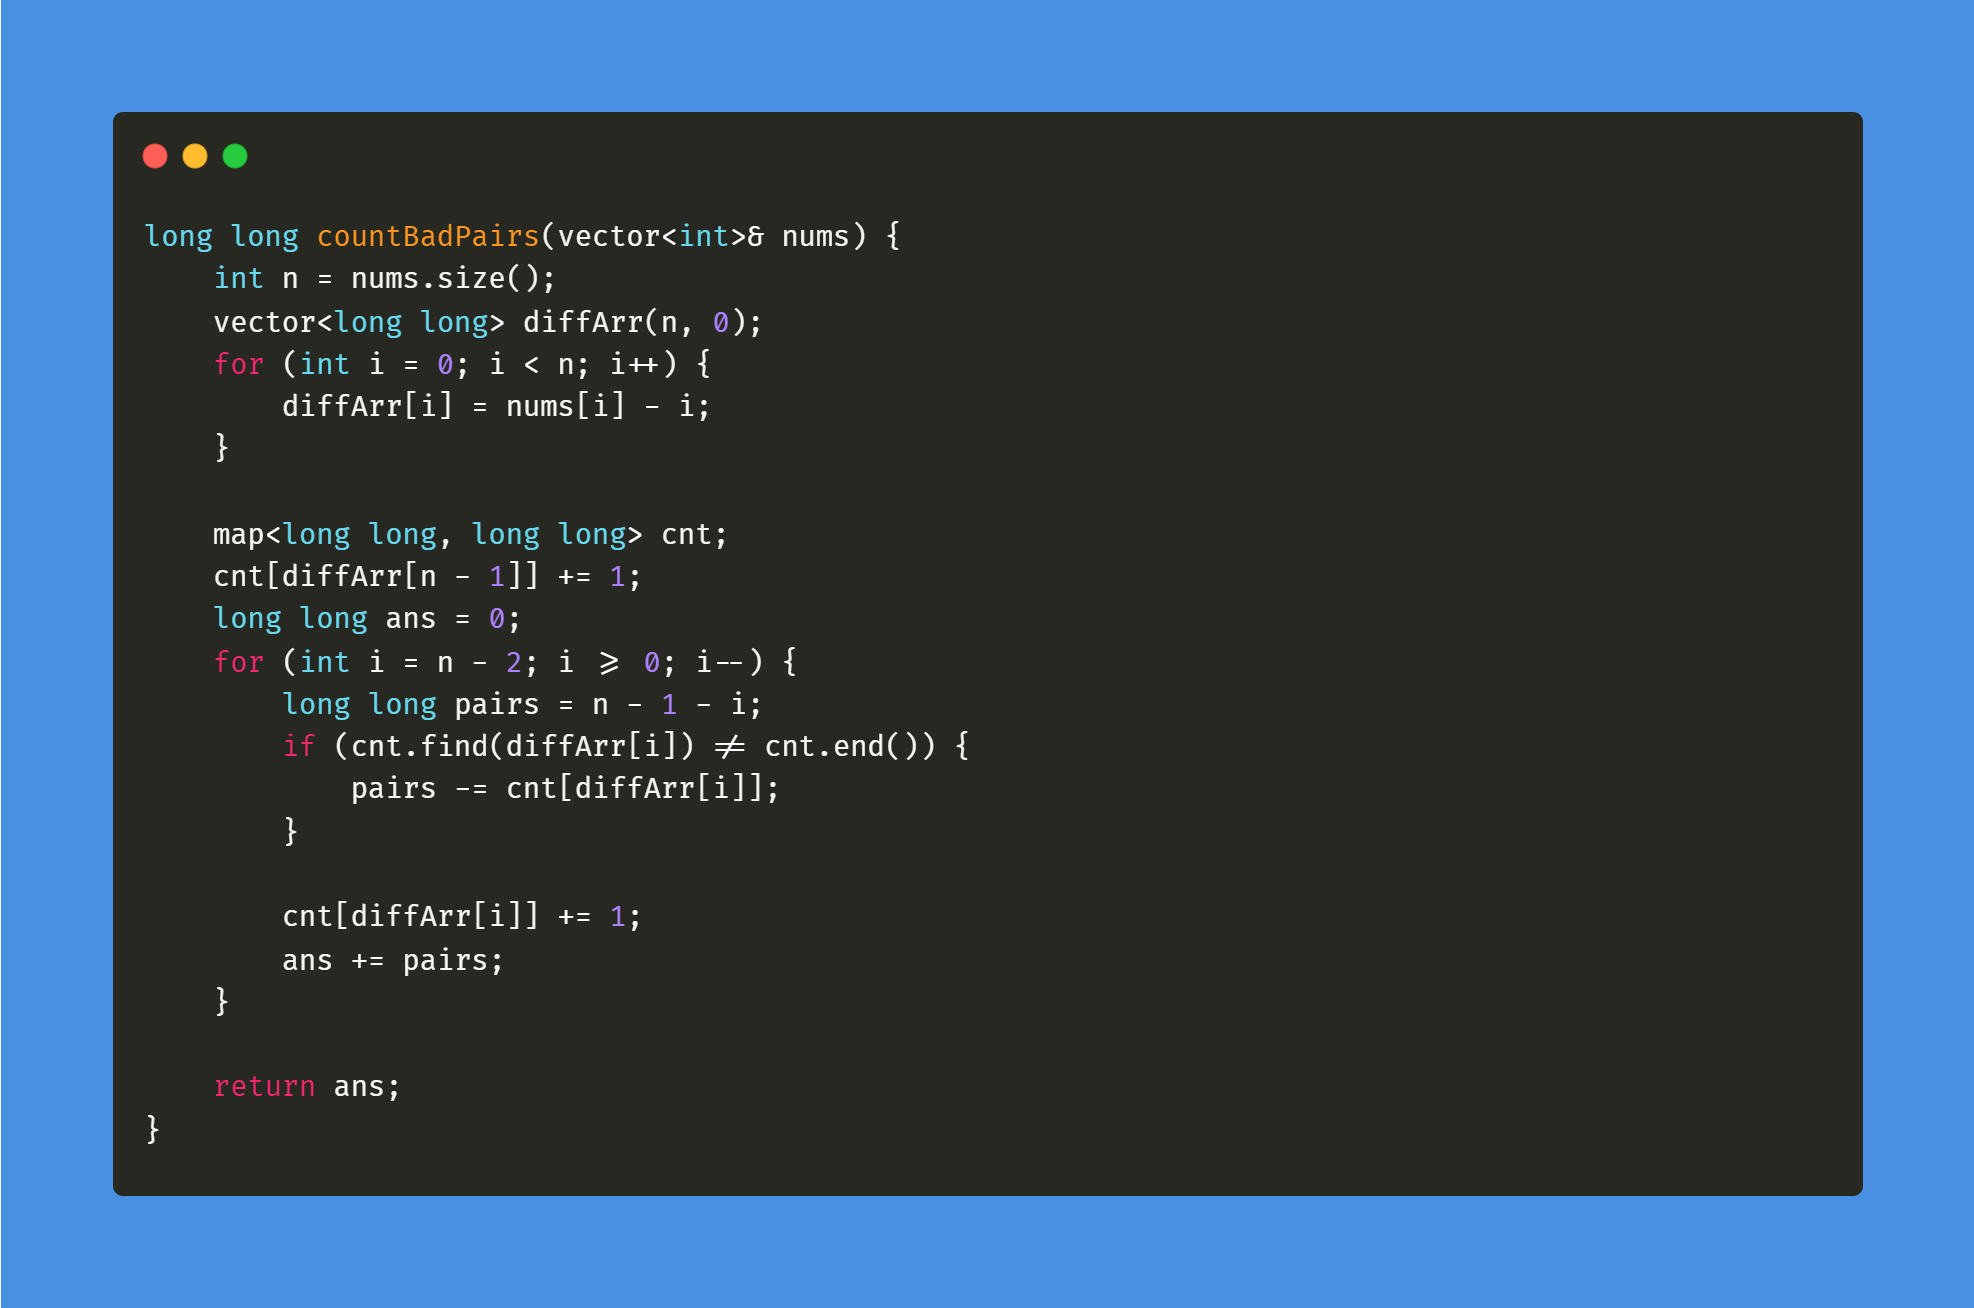 long long countBadPairs(vector<int>& nums) {
    int n = nums.size();
    vector<long long> diffArr(n, 0);
    for (int i = 0; i < n; i++) {
        diffArr[i] = nums[i] - i;
    }

    map<long long, long long> cnt;
    cnt[diffArr[n - 1]] += 1;
    long long ans = 0;
    for (int i = n - 2; i >= 0; i--) {
        long long pairs = n - 1 - i;
        if (cnt.find(diffArr[i]) != cnt.end()) {
            pairs -= cnt[diffArr[i]];
        }

        cnt[diffArr[i]] += 1;
        ans += pairs;
    }

    return ans;
}